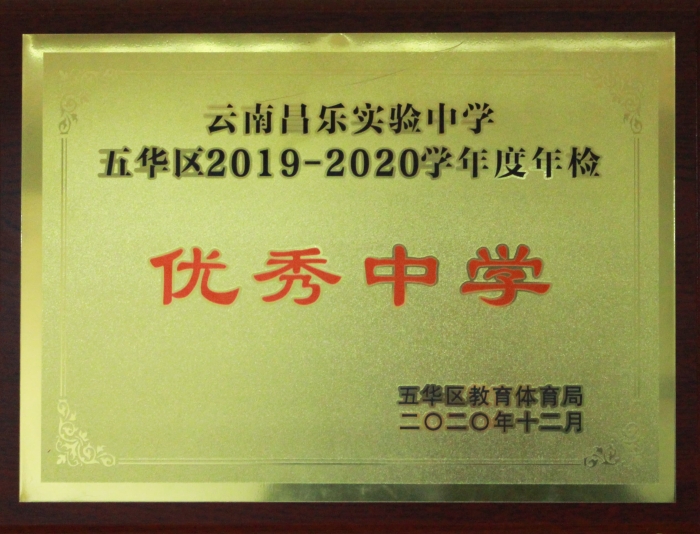 云南昌乐实验中学
五华区2019-2020学年度年检
优秀中学
五华区教育体育局
二〇二〇年十二月